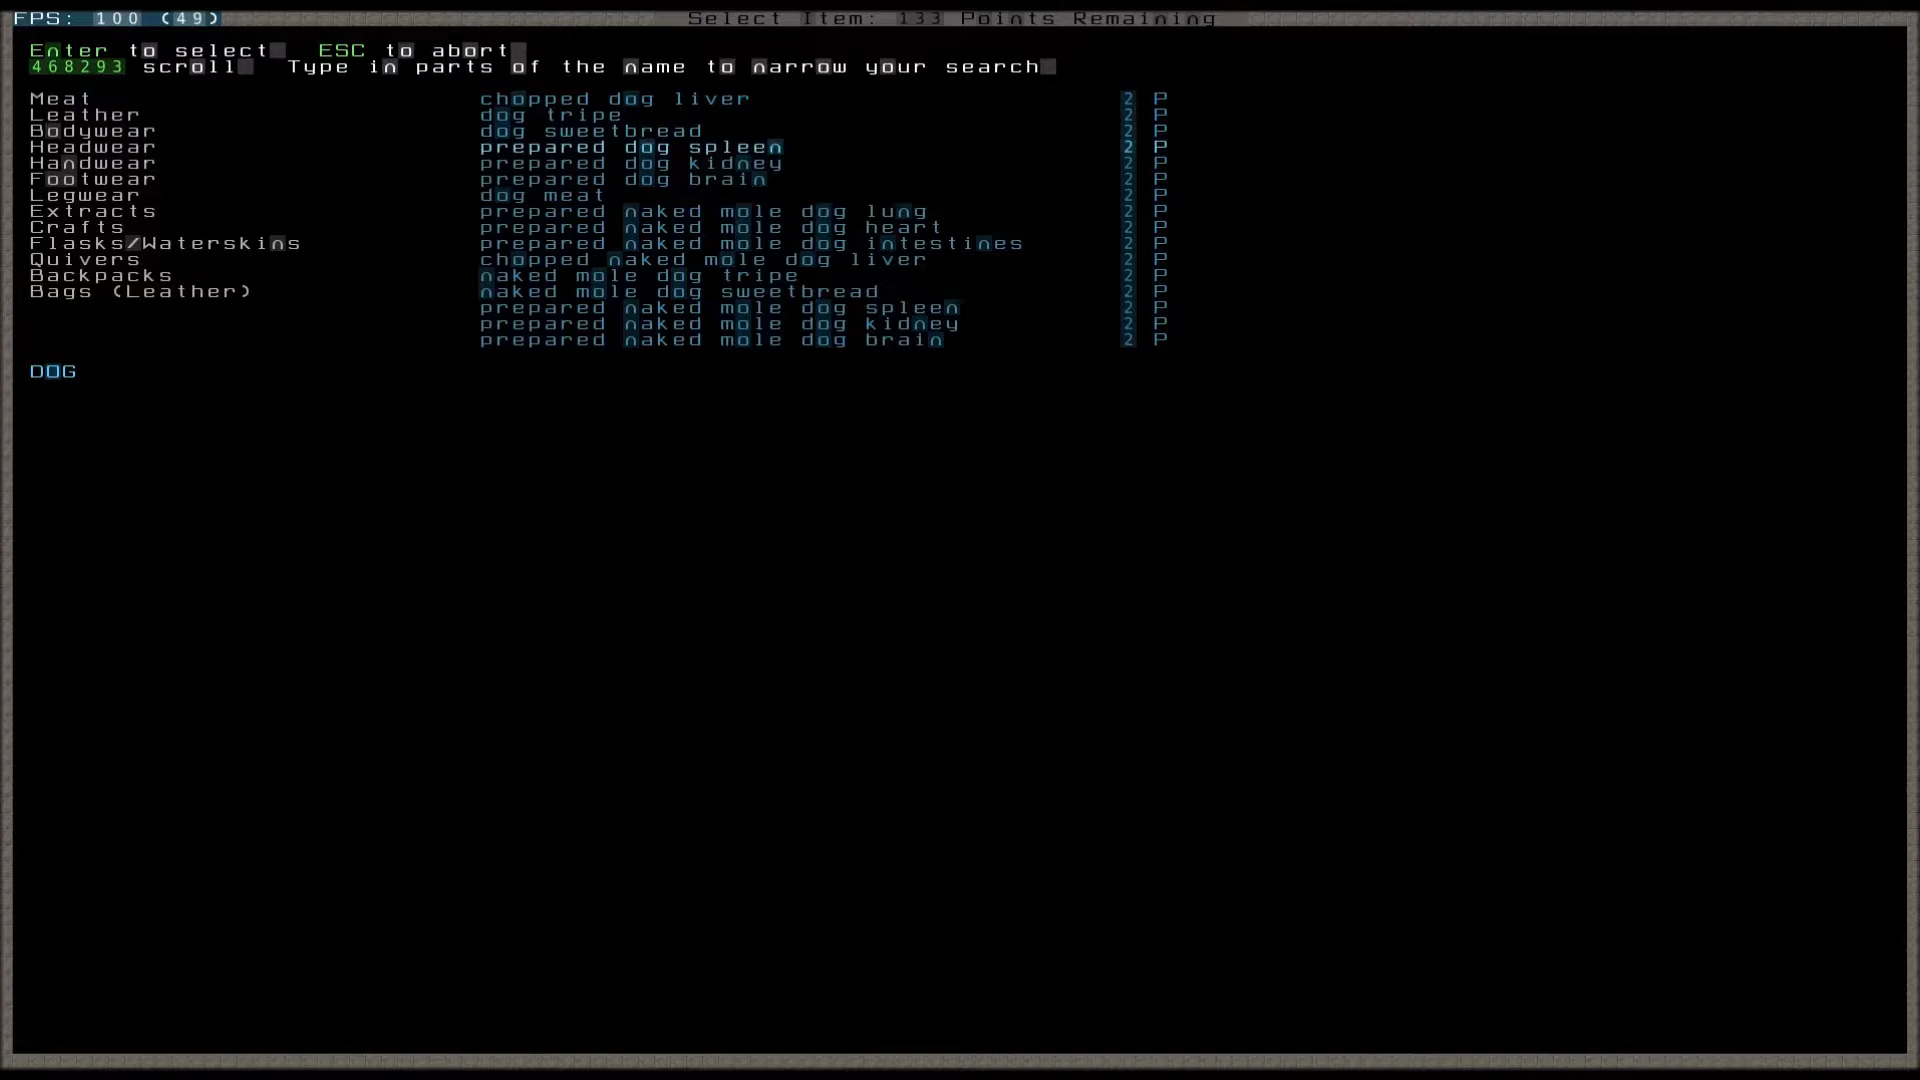 FPS: 100 (49) Select Item: 133 Points Remaining
Enter to select ESC to abort
468293 scroll Type in parts of the name to narrow your search
Meat chopped dog liver 2 P
Leather dog tripe 2 P
Bodywear dog sweetbread 2 P
Headwear prepared dog spleen 2 P
Handwear prepared dog kidney 2 P
Footwear prepared dog brain 2 P
Legwear dog meat 2 P
Extracts prepared naked mole dog lung 2 P
Crafts prepared naked mole dog heart 2 P
Flasks/Waterskins prepared naked mole dog intestines 2 P
Quivers chopped naked mole dog liver 2 P
Backpacks naked mole dog tripe 2 P
Bags (Leather) naked mole dog sweetbread 2 P
prepared naked mole dog spleen 2 P
prepared naked mole dog kidney 2 P
prepared naked mole dog brain 2 P
DOG